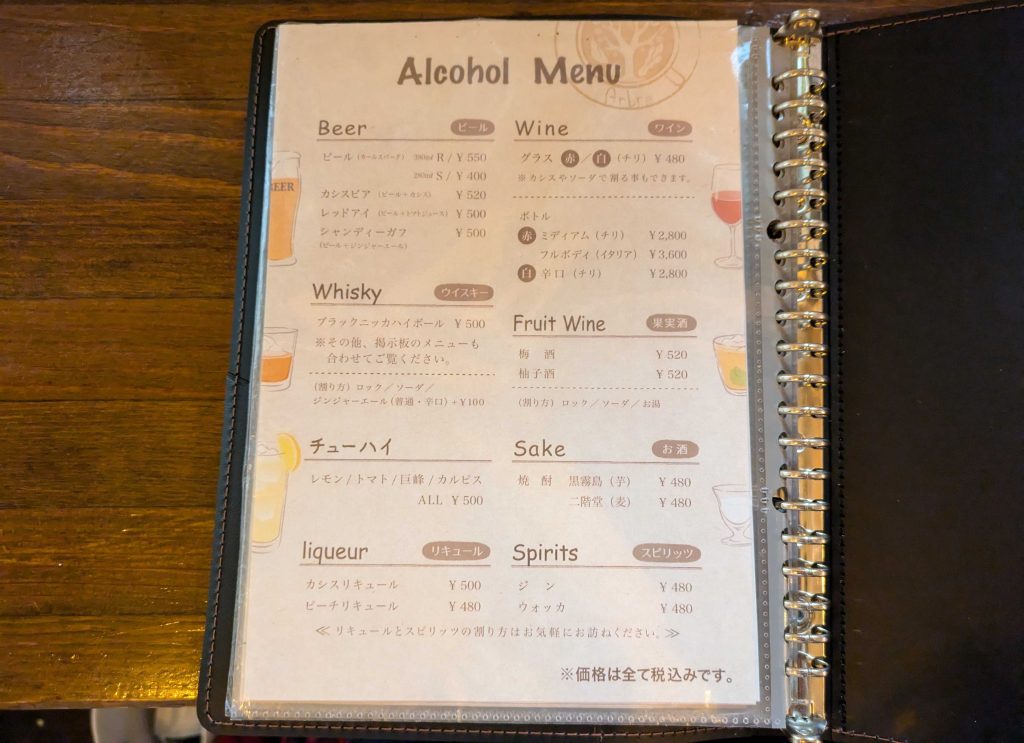 Arbre
Alcohol Menu
Beer ビール
ビール (カールスバーグ) 380ml R / ¥ 550
280ml S / ¥ 400
カシスビア (ビール+カシス) ¥ 520
レッドアイ (ビール+トマトジュース) ¥ 500
シャンディーガフ ¥ 500
(ビール+ジンジャーエール)
BEER
Whisky ウイスキー
ブラックニッカハイボール ¥ 500
※その他、掲示板のメニューも
合わせてご覧ください。
(割り方) ロック／ソーダ／
ジンジャーエール(普通・辛口)+¥100
チューハイ
レモン/トマト/巨峰/カルピス
ALL ¥ 500
liqueur リキュール
カシスリキュール ¥ 500
ピーチリキュール ¥ 480
Wine ワイン
グラス 赤／白 (チリ) ¥ 480
※カシスやソーダで割る事もできます。
ボトル
赤 ミディアム (チリ) ¥2,800
フルボディ (イタリア) ¥3,600
白 辛口 (チリ) ¥2,800
Fruit Wine 果実酒
梅 酒 ¥ 520
柚子酒 ¥ 520
(割り方) ロック／ソーダ／お湯
Sake お酒
焼 酎 黒霧島 (芋) ¥ 480
二階堂 (麦) ¥ 480
Spirits スピリッツ
ジ ン ¥ 480
ウォッカ ¥ 480
≪ リキュールとスピリッツの割り方はお気軽にお訪ねください。≫
※価格は全て税込みです。